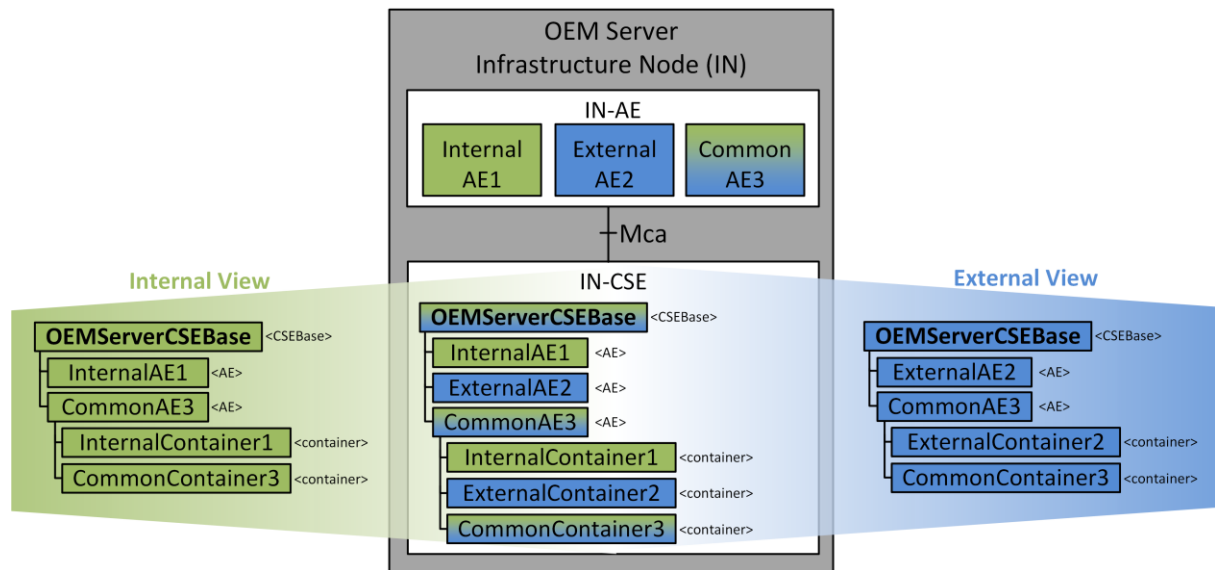 OEM Server
Infrastructure Node (IN)
IN-AE
Internal
AE1
External
AE2
Common
AE3
Mca
Internal View
OEMServerCSEBase <CSEBase>
InternalAE1 <AE>
CommonAE3 <AE>
InternalContainer1 <container>
CommonContainer3 <container>
IN-CSE
OEMServerCSEBase <CSEBase>
InternalAE1 <AE>
ExternalAE2 <AE>
CommonAE3 <AE>
InternalContainer1 <container>
ExternalContainer2 <container>
CommonContainer3 <container>
External View
OEMServerCSEBase <CSEBase>
ExternalAE2 <AE>
CommonAE3 <AE>
ExternalContainer2 <container>
CommonContainer3 <container>